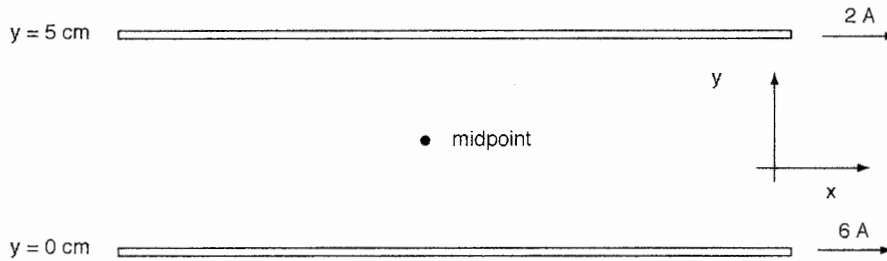 2 A
y = 5 cm
y
midpoint
x
6 A
y = 0 cm